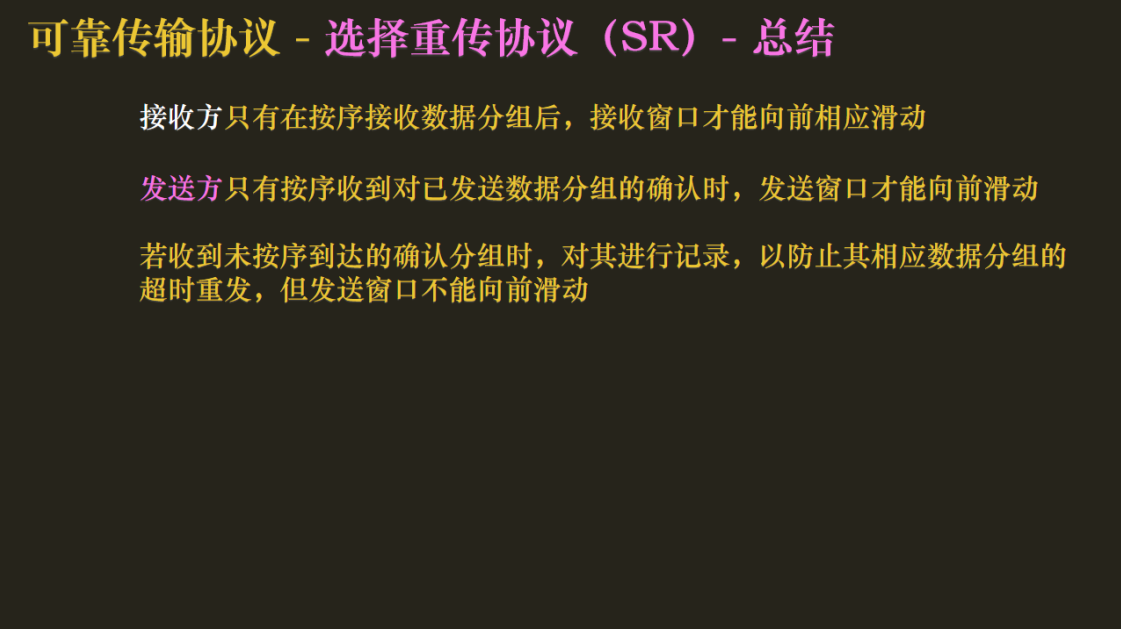 可靠传输协议 - 选择重传协议（SR）- 总结
接收方只有在按序接收数据分组后，接收窗口才能向前相应滑动
发送方只有按序收到对已发送数据分组的确认时，发送窗口才能向前滑动
若收到未按序到达的确认分组时，对其进行记录，以防止其相应数据分组的
超时重发，但发送窗口不能向前滑动